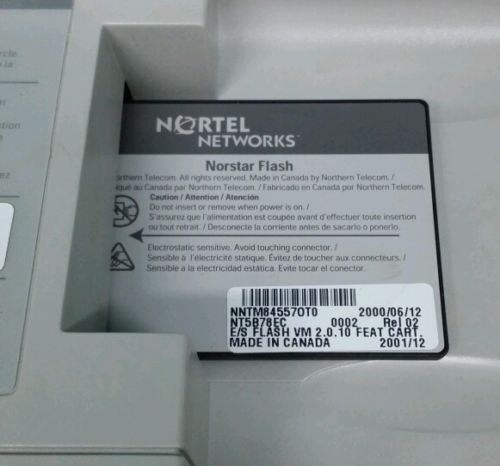 NORTEL
NETWORKS
Norstar Flash
rthern Telecom. All rights reserved. Made in Canada by Northern Telecom. /
iqué au Canada par Northern Telecom. / Fabricado en Canadá por Northern Telecom.
Caution / Attention / Atención
Do not insert or remove when power is on. /
S'assurez que l'alimentation est coupée avant d'effectuer toute insertion
ou tout retrait. / Desconecte la corriente antes de sacarlo o ponerlo.
Electrostatic sensitive. Avoid touching connector. /
Sensible à l'électricité statique. Évitez de toucher aux connecteurs. /
Sensible a la electricidad estática. Evite tocar el conector.
NNTM845570T0 2000/06/12
NT5B78EC 0002 Rel 02
E/S FLASH VM 2.0.10 FEAT CART.
MADE IN CANADA 2001/12